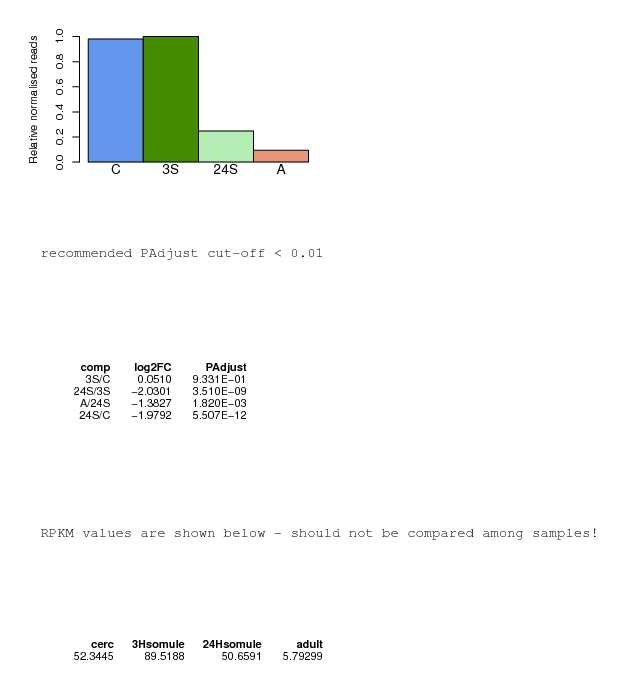 Relative normalised reads
1.0
0.8
0.6
0.4
0.2
0.0
C 3S 24S A
recommended PAdjust cut-off < 0.01
comp log2FC PAdjust
3S/C 0.0510 9.331E-01
24S/3S -2.0301 3.510E-09
A/24S -1.3827 1.820E-03
24S/C -1.9792 5.507E-12
RPKM values are shown below - should not be compared among samples!
cerc 3Hsomule 24Hsomule adult
52.3445 89.5188 50.6591 5.79299